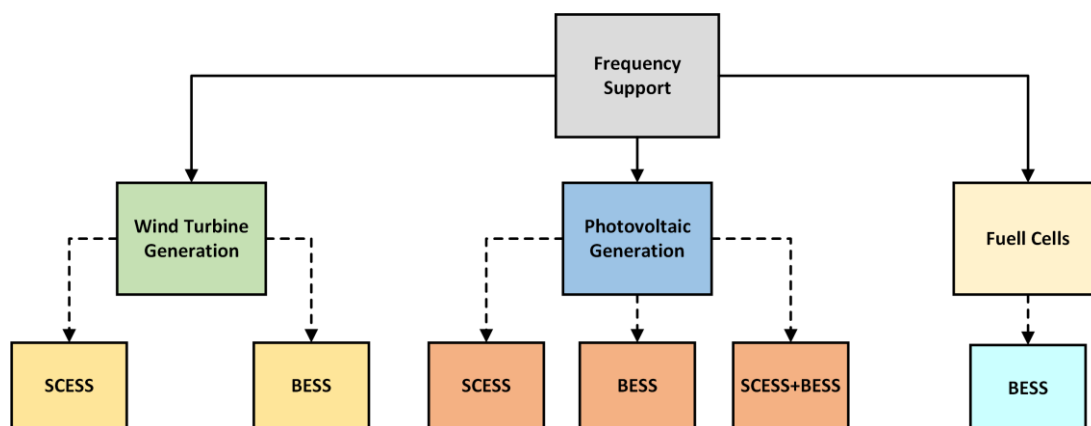 Frequency
Support
Wind Turbine
Generation
Photovoltaic
Generation
Fuell Cells
SCESS
BESS
SCESS
BESS
SCESS+BESS
BESS